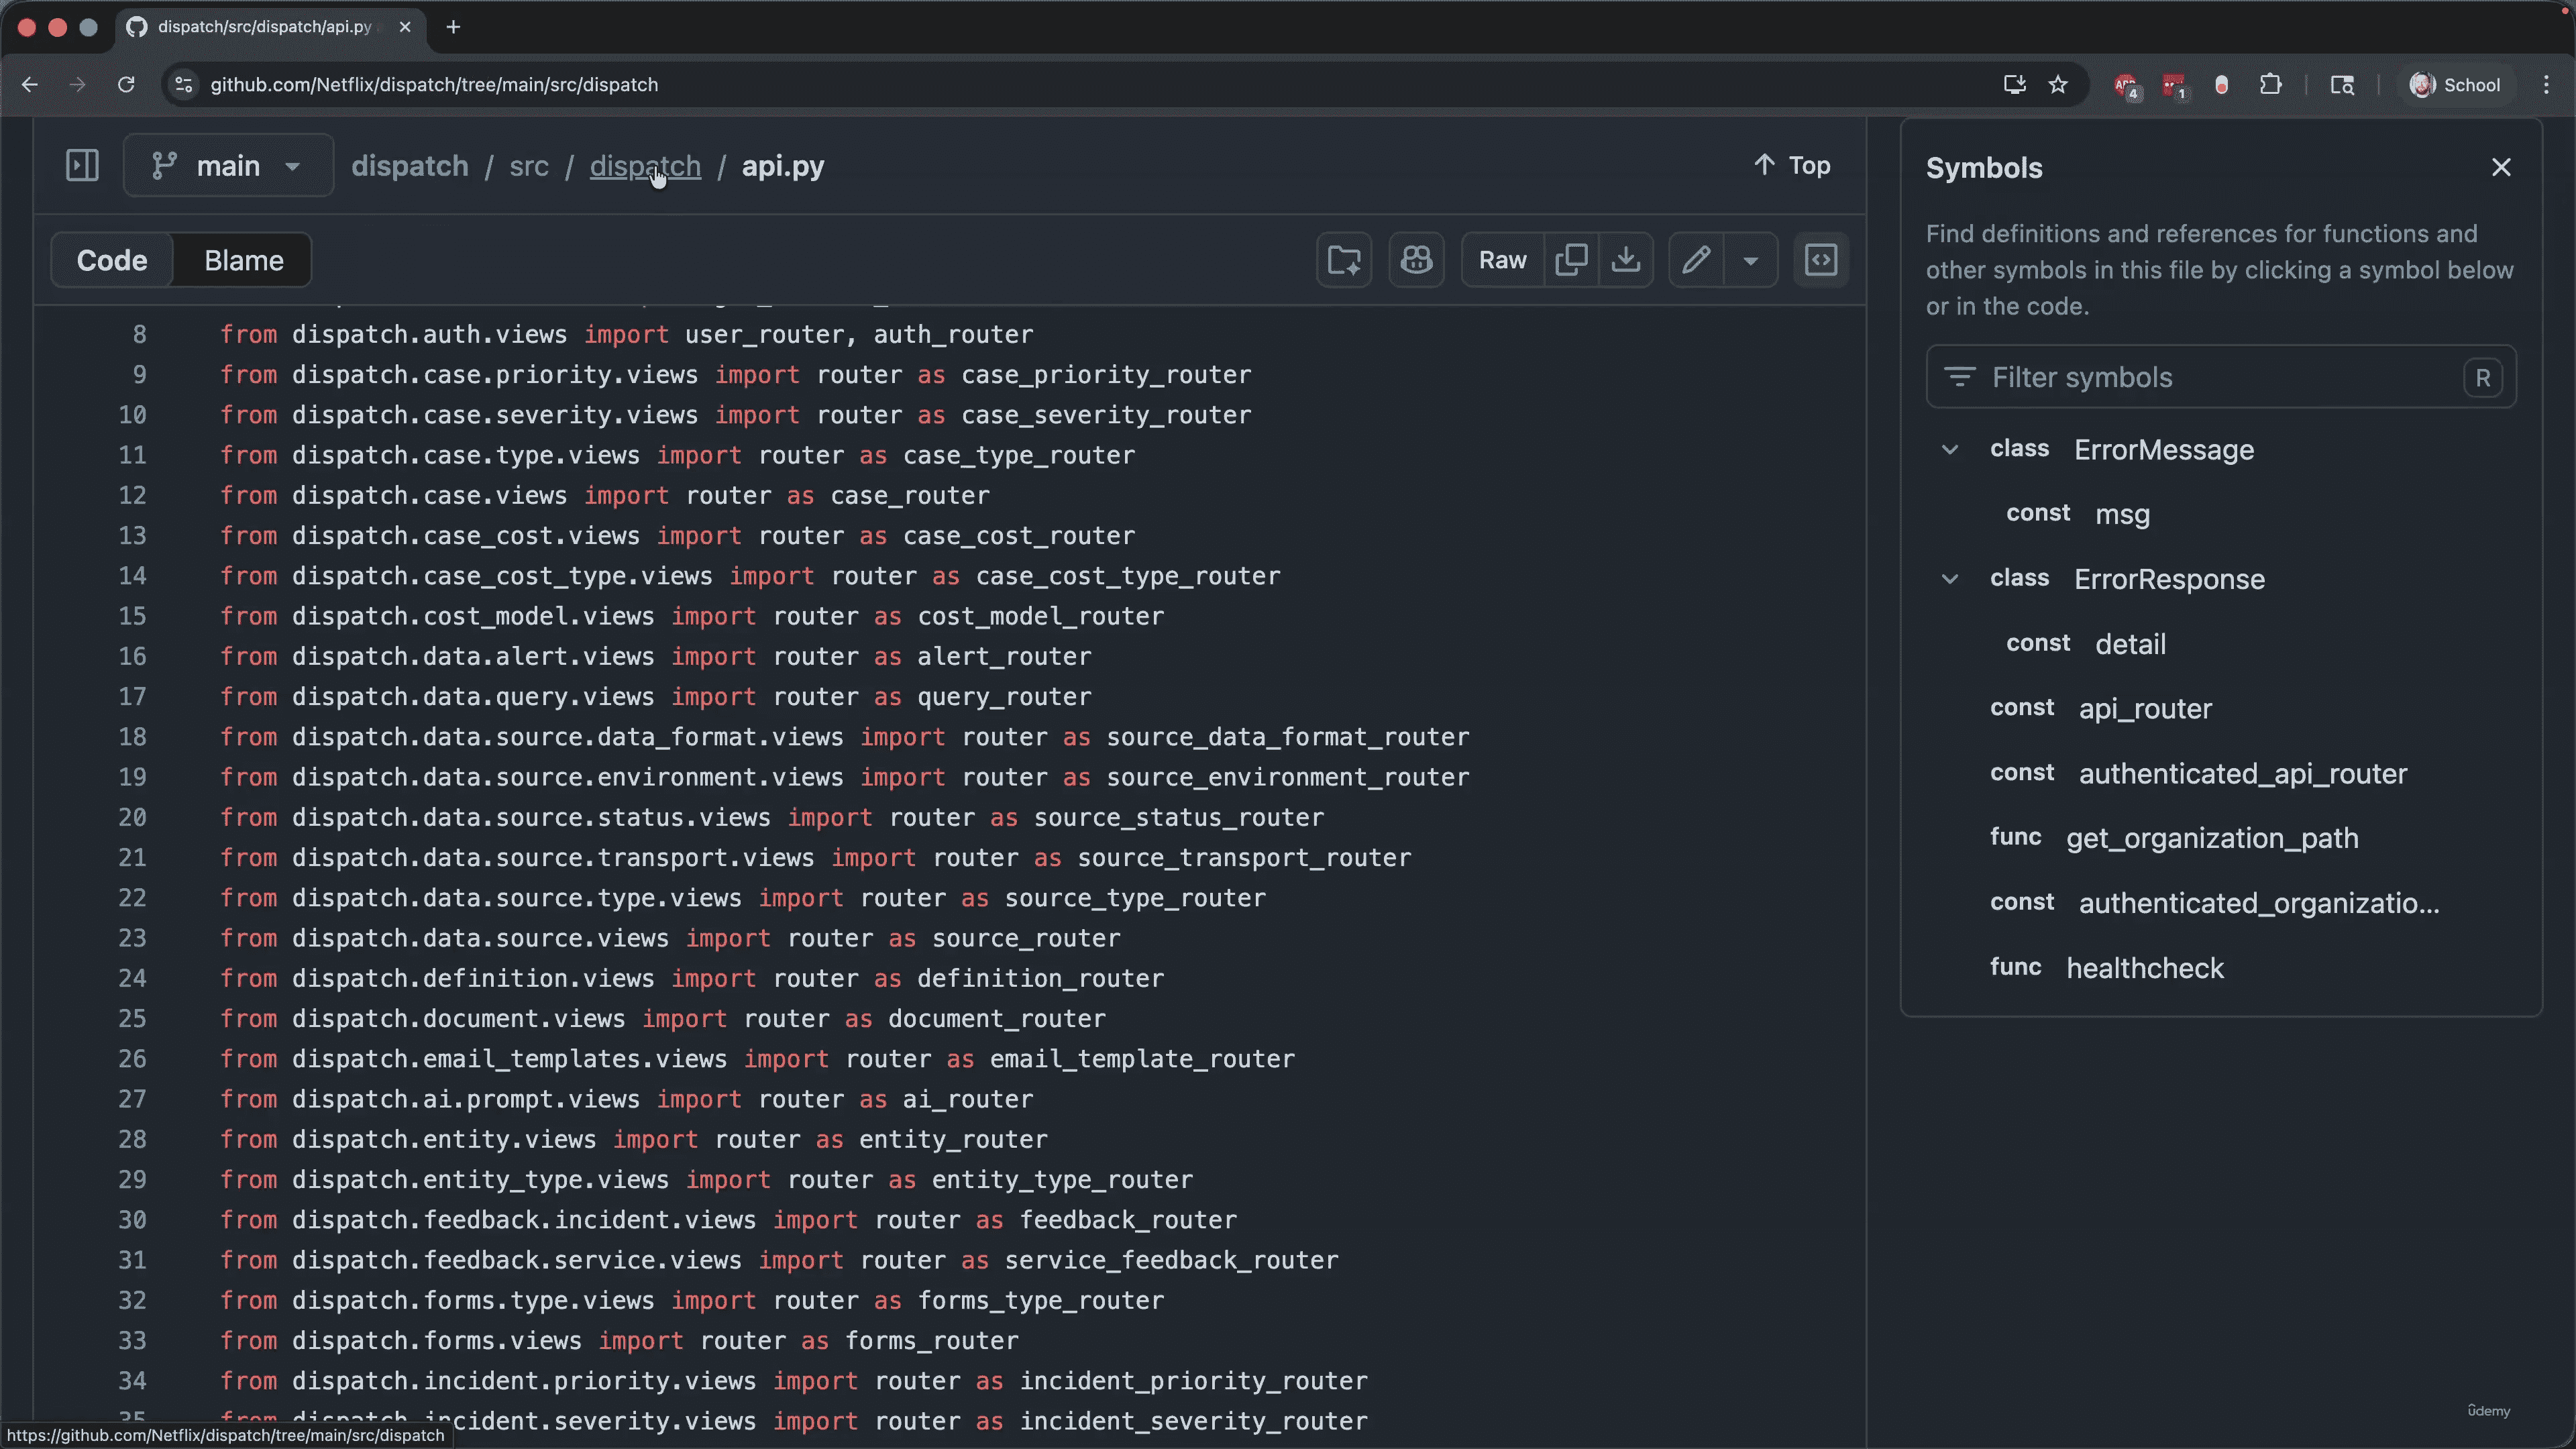 dispatch/src/dispatch/api.py
github.com/Netflix/dispatch/tree/main/src/dispatch
4
1
School
main
dispatch / src / dispatch / api.py
Top
Code
Blame
Raw
8 from dispatch.auth.views import user_router, auth_router
9 from dispatch.case.priority.views import router as case_priority_router
10 from dispatch.case.severity.views import router as case_severity_router
11 from dispatch.case.type.views import router as case_type_router
12 from dispatch.case.views import router as case_router
13 from dispatch.case_cost.views import router as case_cost_router
14 from dispatch.case_cost_type.views import router as case_cost_type_router
15 from dispatch.cost_model.views import router as cost_model_router
16 from dispatch.data.alert.views import router as alert_router
17 from dispatch.data.query.views import router as query_router
18 from dispatch.data.source.data_format.views import router as source_data_format_router
19 from dispatch.data.source.environment.views import router as source_environment_router
20 from dispatch.data.source.status.views import router as source_status_router
21 from dispatch.data.source.transport.views import router as source_transport_router
22 from dispatch.data.source.type.views import router as source_type_router
23 from dispatch.data.source.views import router as source_router
24 from dispatch.definition.views import router as definition_router
25 from dispatch.document.views import router as document_router
26 from dispatch.email_templates.views import router as email_template_router
27 from dispatch.ai.prompt.views import router as ai_router
28 from dispatch.entity.views import router as entity_router
29 from dispatch.entity_type.views import router as entity_type_router
30 from dispatch.feedback.incident.views import router as feedback_router
31 from dispatch.feedback.service.views import router as service_feedback_router
32 from dispatch.forms.type.views import router as forms_type_router
33 from dispatch.forms.views import router as forms_router
34 from dispatch.incident.priority.views import router as incident_priority_router
35 from dispatch.incident.severity.views import router as incident_severity_router
https://github.com/Netflix/dispatch/tree/main/src/dispatch
Symbols
Find definitions and references for functions and
other symbols in this file by clicking a symbol below
or in the code.
Filter symbols
R
class ErrorMessage
const msg
class ErrorResponse
const detail
const api_router
const authenticated_api_router
func get_organization_path
const authenticated_organizatio...
func healthcheck
ûdemy